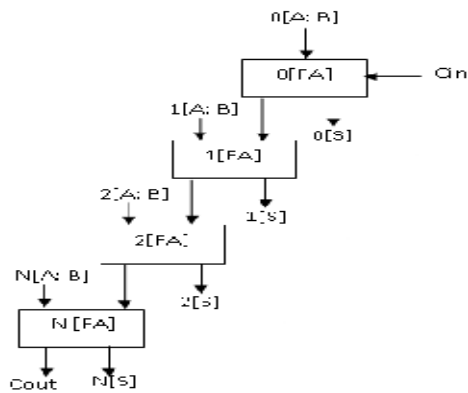 0[A: B]
0[FA]
Cin
1[A: B]
0[S]
1[FA]
2[A: B]
1[S]
2[FA]
N[A: B]
2[S]
N [FA]
Cout
N[S]